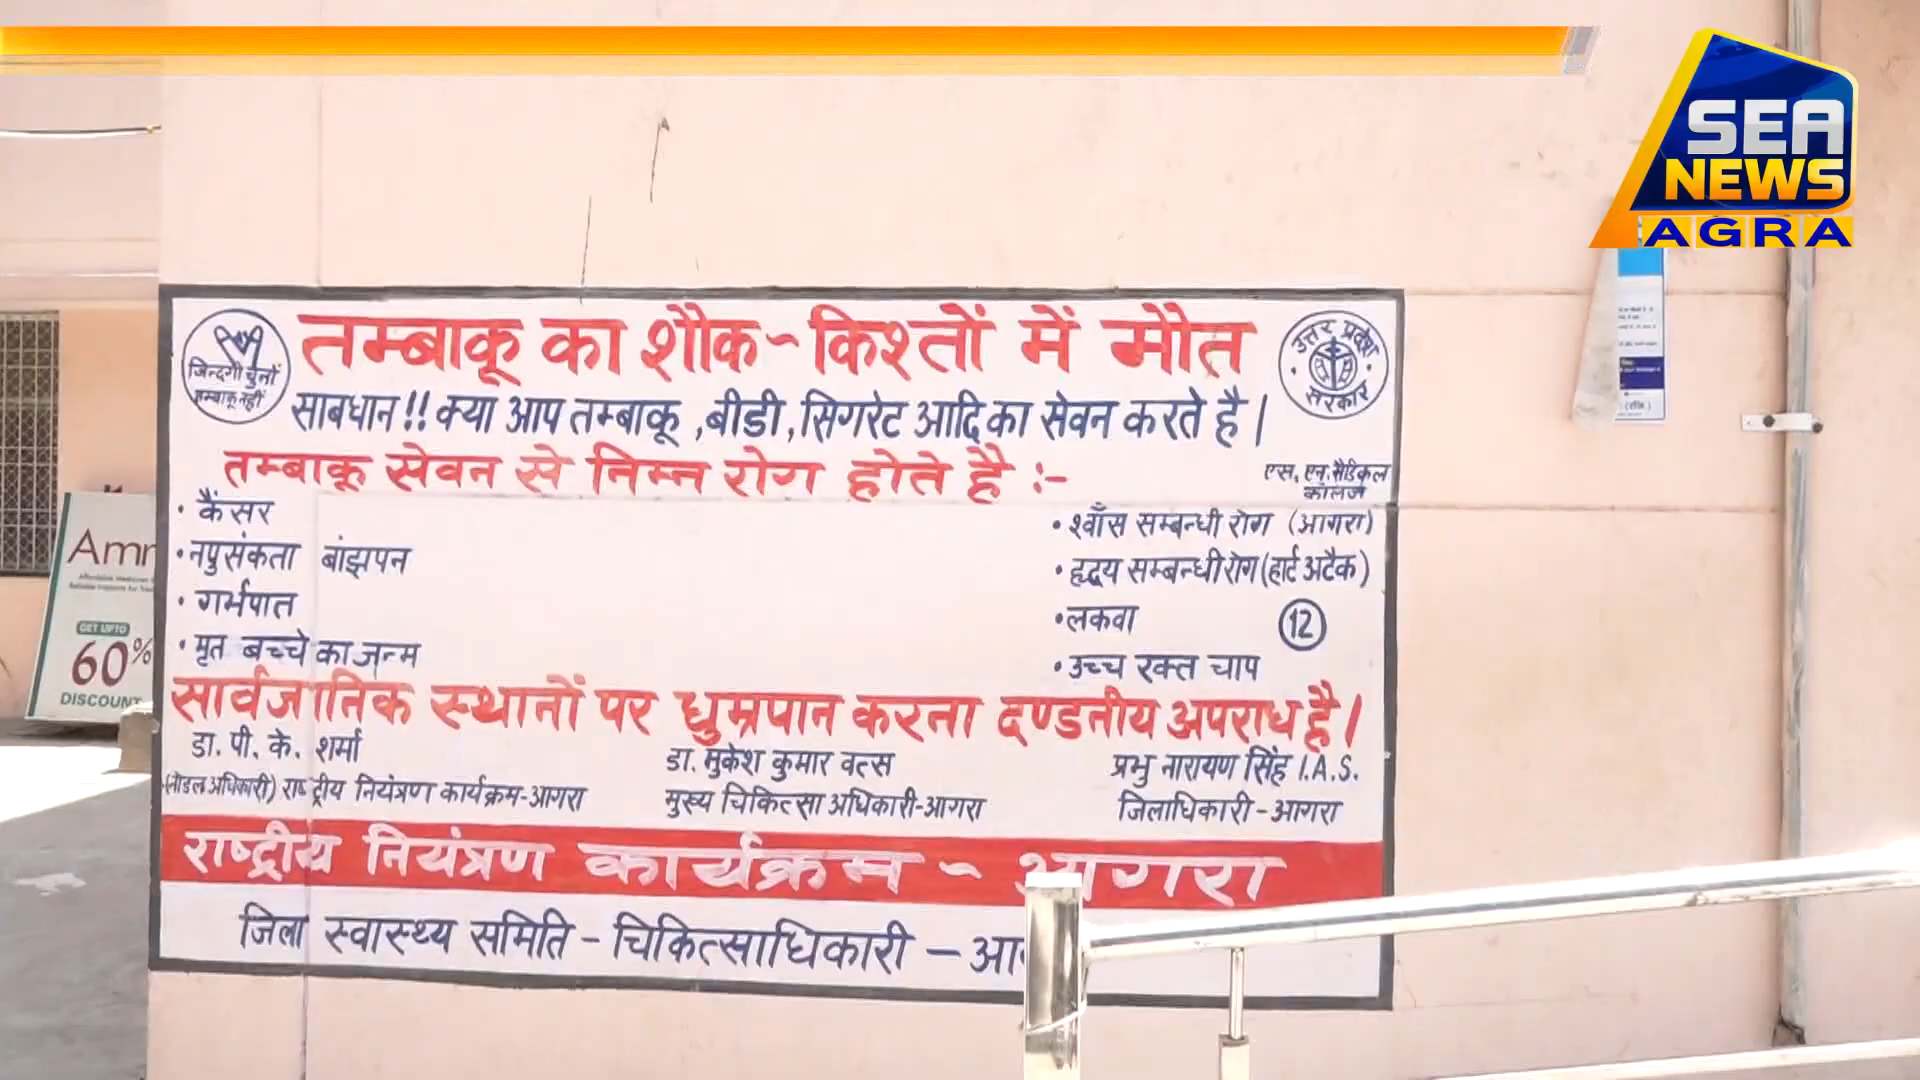 SEA
NEWS
AGRA
तम्बाकू का शौक - किश्तों में मौत
जिन्दगी चुनों
तम्बाकू नहीं
उत्तर प्रदेश
सरकार
साबधान!! क्या आप तम्बाकू ,बीडी,सिगरेट आदि का सेवन करते है।
तम्बाकू सेवन से निम्न रोग होते है :-
एस. एन. मैडिकल
कॉलेज
• कैंसर
• श्वाँस सम्बन्धी रोग (आगरा)
• नपुसंकता बांझपन
• हृदय सम्बन्धी रोग (हार्ट अटैक)
• गर्भपात
• लकवा
12
• मृत बच्चे का जन्म
• उच्च रक्त चाप
सार्वजानिक स्थानों पर धुम्रपान करना दण्डनीय अपराध है।
डा. पी. के. शर्मा
(नोडल अधिकारी) राष्ट्रीय नियंत्रण कार्यक्रम-आगरा
डा. मुकेश कुमार वत्स
मुख्य चिकित्सा अधिकारी-आगरा
प्रभु नारायण सिंह I.A.S.
जिलाधिकारी - आगरा
राष्ट्रीय नियंत्रण कार्यक्रम - आगरा
जिला स्वास्थ्य समिति - चिकित्साधिकारी - आ
Amr
GET UPTO
60%
DISCOUNT